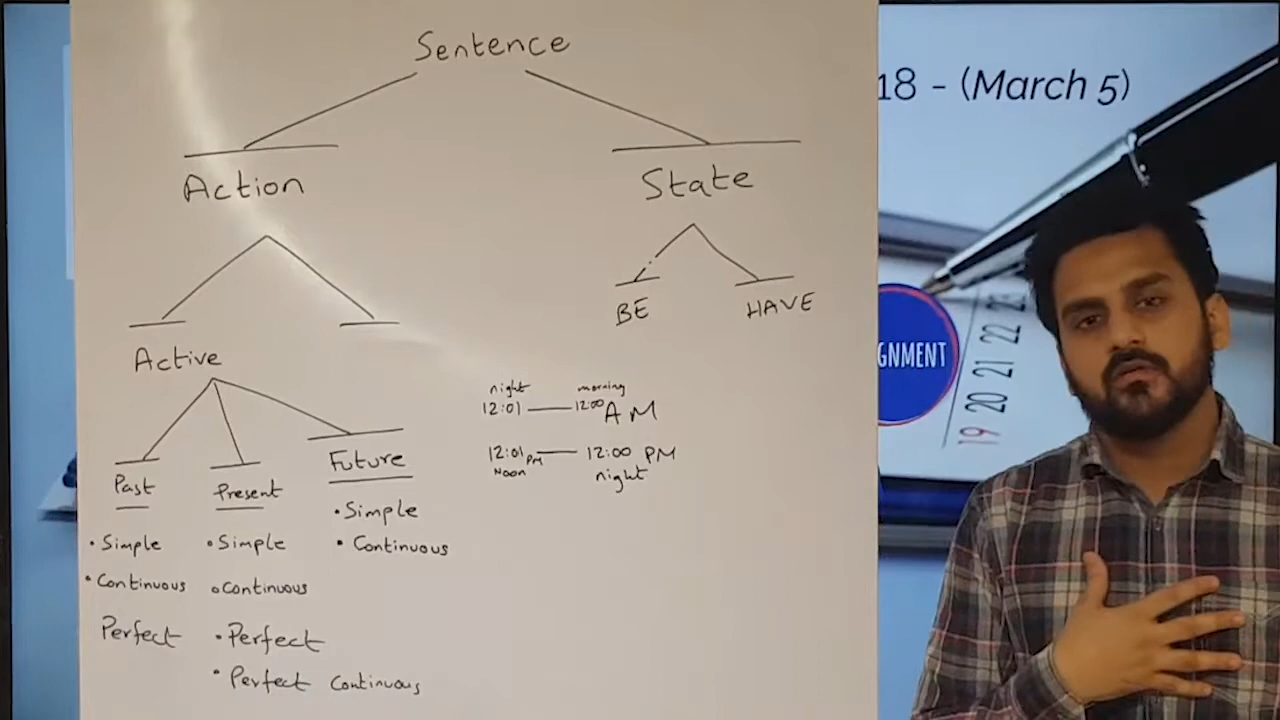 Sentence
18 - (March 5)
Action
State
BE
HAVE
Active
night
morning
12:01 — 12:00 AM
12:01 PM — 12:00 PM
Noon
night
Past
Present
Future
• Simple
• Continuous
• Simple
• Continuous
Perfect
• Simple
• Continuous
• Perfect
• Perfect Continuous
GNMENT
19 20 21 22 23